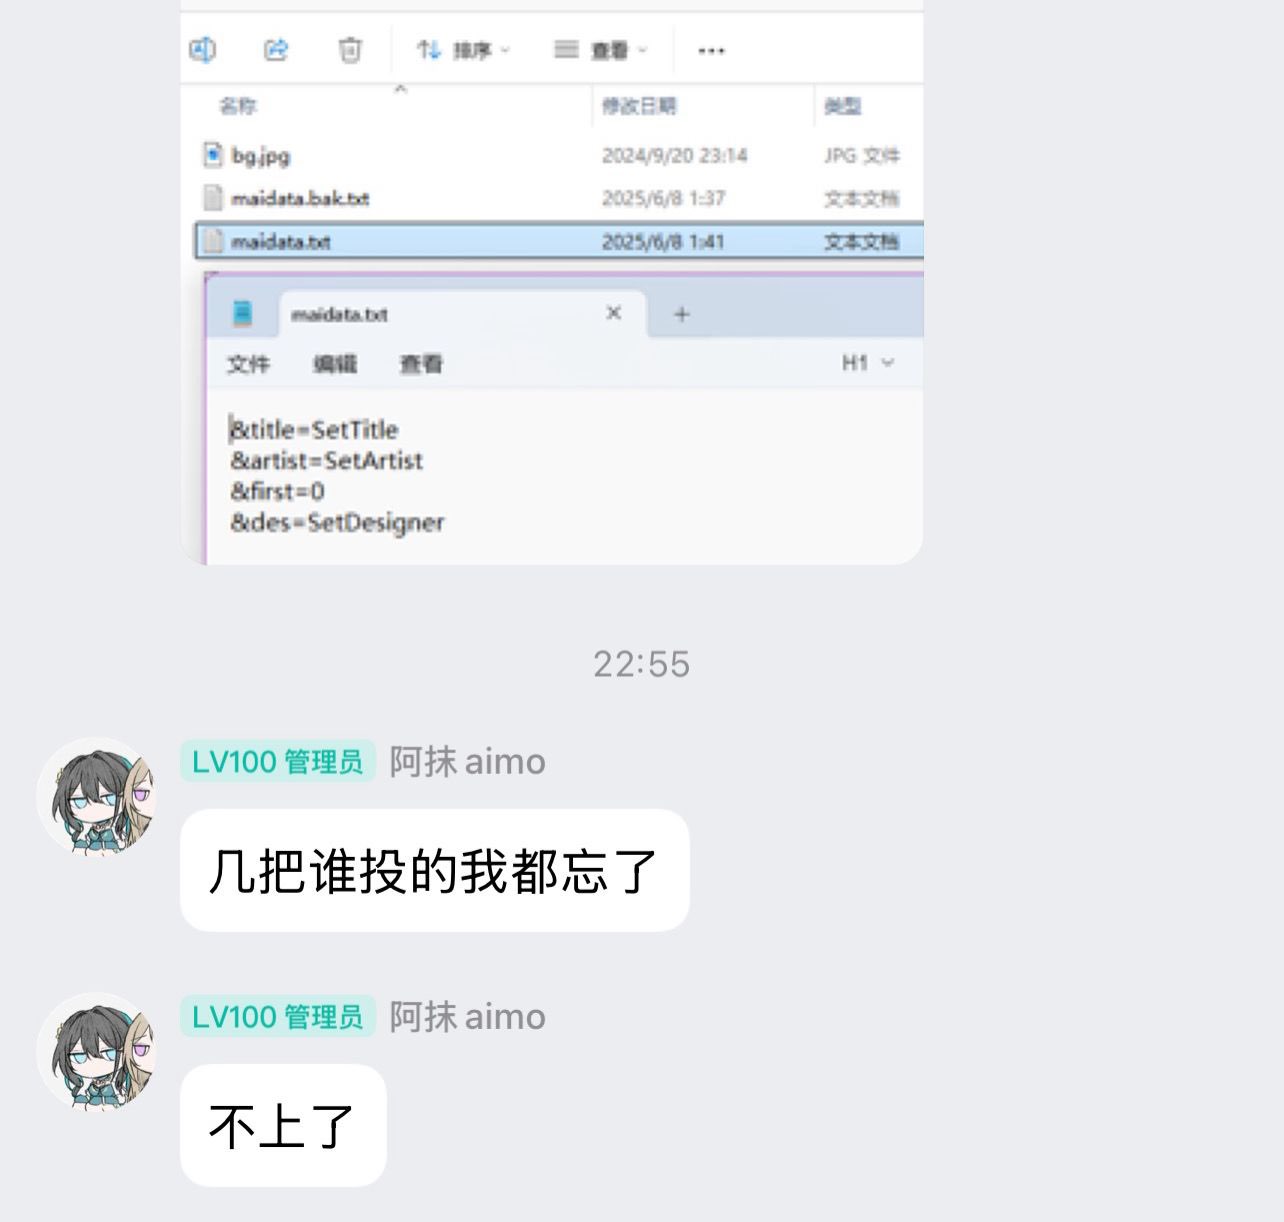 排序
查看
名称
修改日期
类型
bg.jpg
2024/9/20 23:14
JPG 文件
maidata.bak.txt
2025/6/8 1:37
文本文档
maidata.txt
2025/6/8 1:41
文本文档
maidata.txt
文件
编辑
查看
H1
&title=SetTitle
&artist=SetArtist
&first=0
&des=SetDesigner
22:55
LV100 管理员 阿抹 aimo
几把谁投的我都忘了
LV100 管理员 阿抹 aimo
不上了